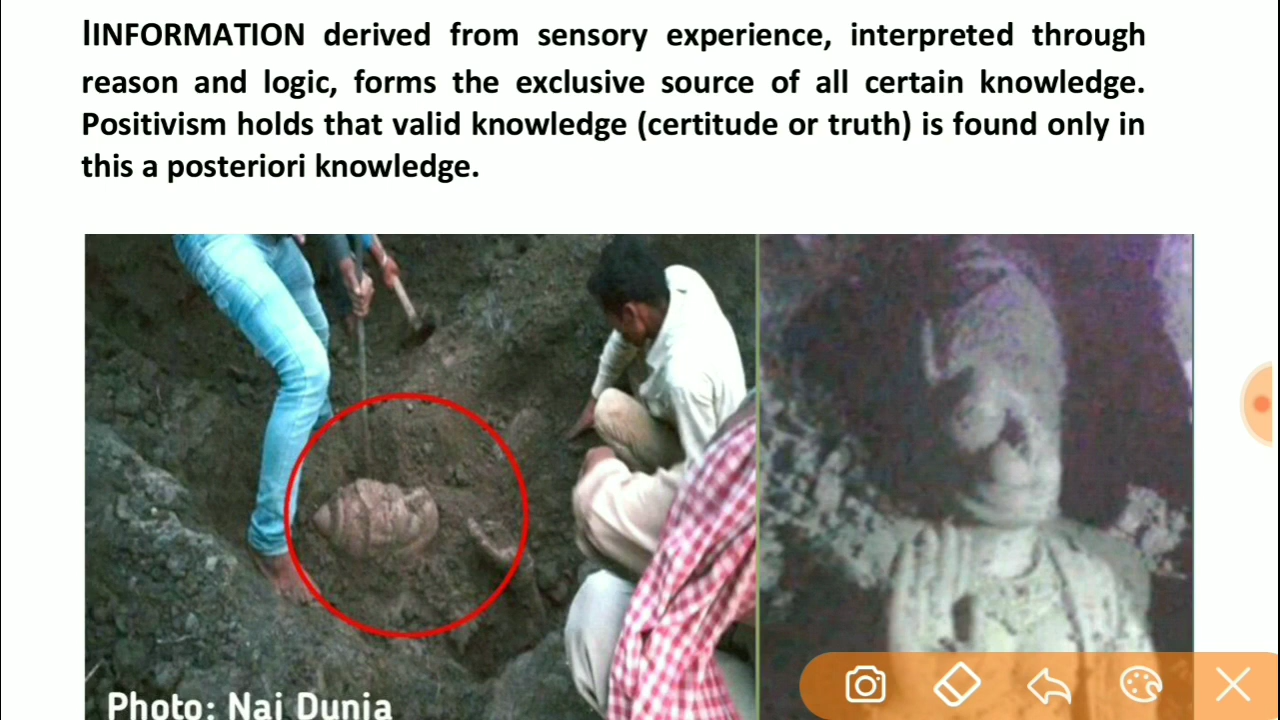 IINFORMATION derived from sensory experience, interpreted through
reason and logic, forms the exclusive source of all certain knowledge.
Positivism holds that valid knowledge (certitude or truth) is found only in
this a posteriori knowledge.
Photo: Nai Dunia